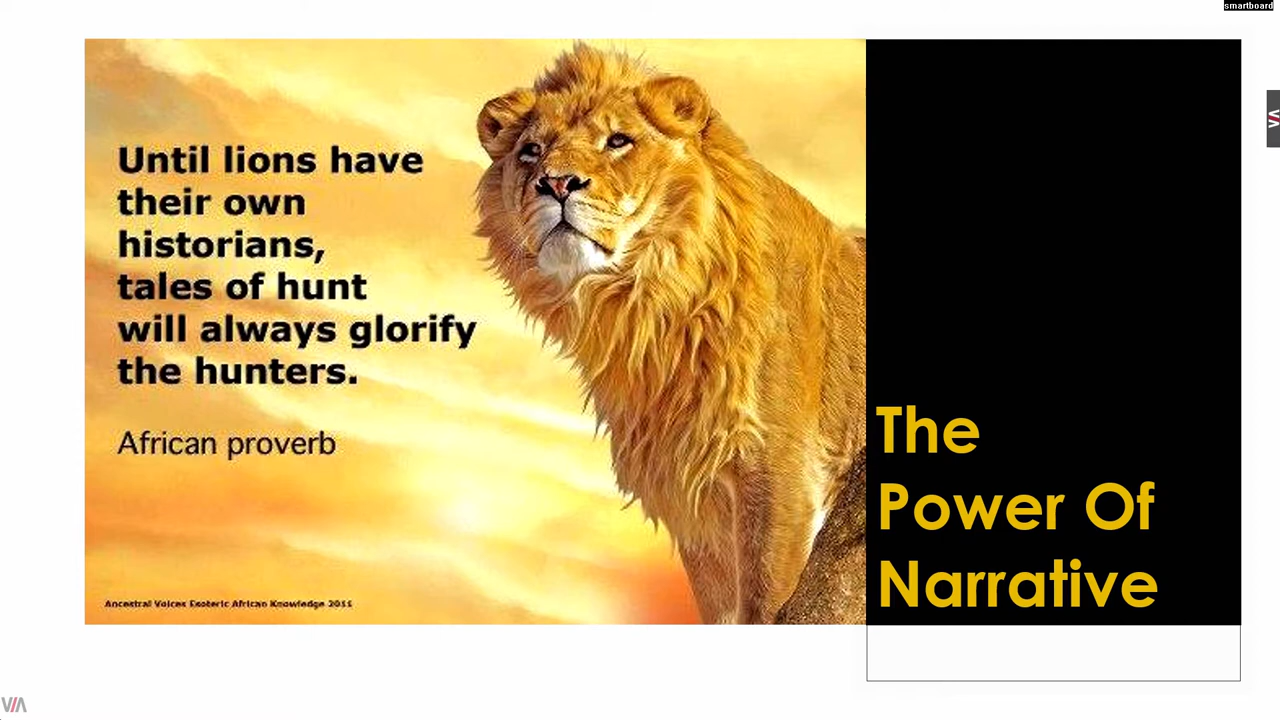 smartboard
Until lions have
their own
historians,
tales of hunt
will always glorify
the hunters.
African proverb
Ancestral Voices Esoteric African Knowledge 2011
The
Power Of
Narrative
VIA